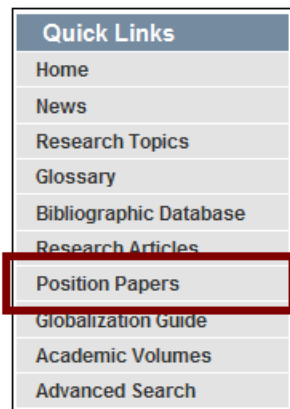 Quick Links
Home
News
Research Topics
Glossary
Bibliographic Database
Research Articles
Position Papers
Globalization Guide
Academic Volumes
Advanced Search